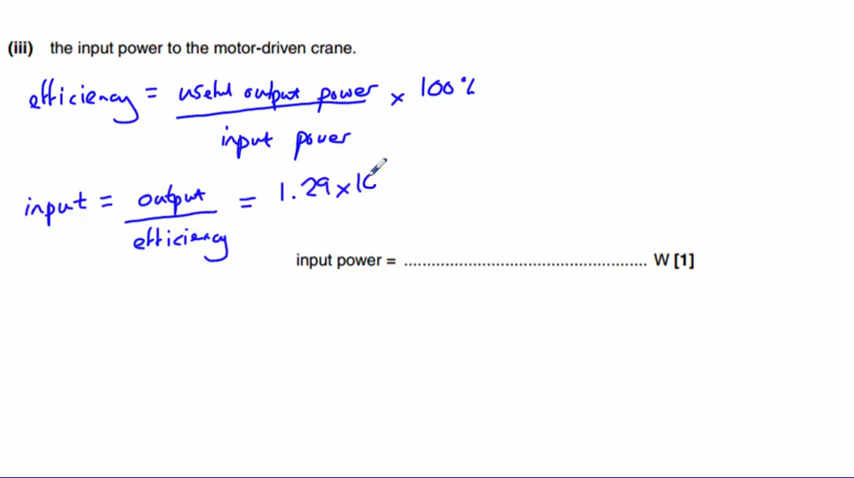 (iii) the input power to the motor-driven crane.
efficiency = useful output power / input power × 100%
input = output / efficiency = 1.29 × 10
input power = ........................................................ W [1]